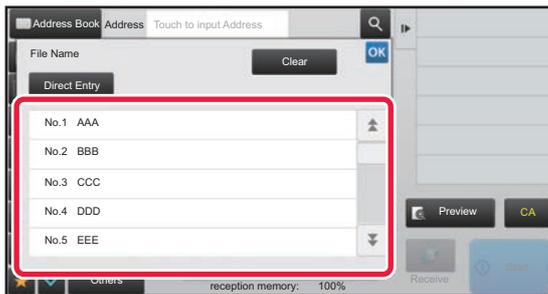 Address Book Address Touch to input Address
File Name
Clear
OK
Direct Entry
No.1 AAA
No.2 BBB
No.3 CCC
No.4 DDD
No.5 EEE
Preview
CA
Others
reception memory: 100%
Receive
Start